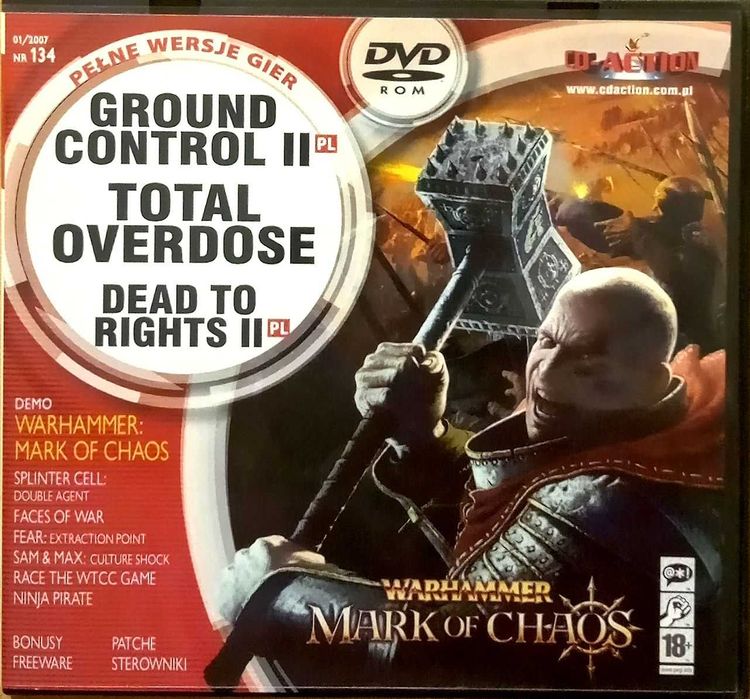 01/2007
NR 134
PEŁNE WERSJE GIER
DVD
ROM
CD-ACTION
www.cdaction.com.pl
GROUND
CONTROL II PL
TOTAL
OVERDOSE
DEAD TO
RIGHTS II PL
DEMO
WARHAMMER:
MARK OF CHAOS
SPLINTER CELL:
DOUBLE AGENT
FACES OF WAR
FEAR: EXTRACTION POINT
SAM & MAX: CULTURE SHOCK
RACE THE WTCC GAME
NINJA PIRATE
BONUSY PATCHE
FREEWARE STEROWNIKI
WARHAMMER
MARK OF CHAOS
@*!
18+